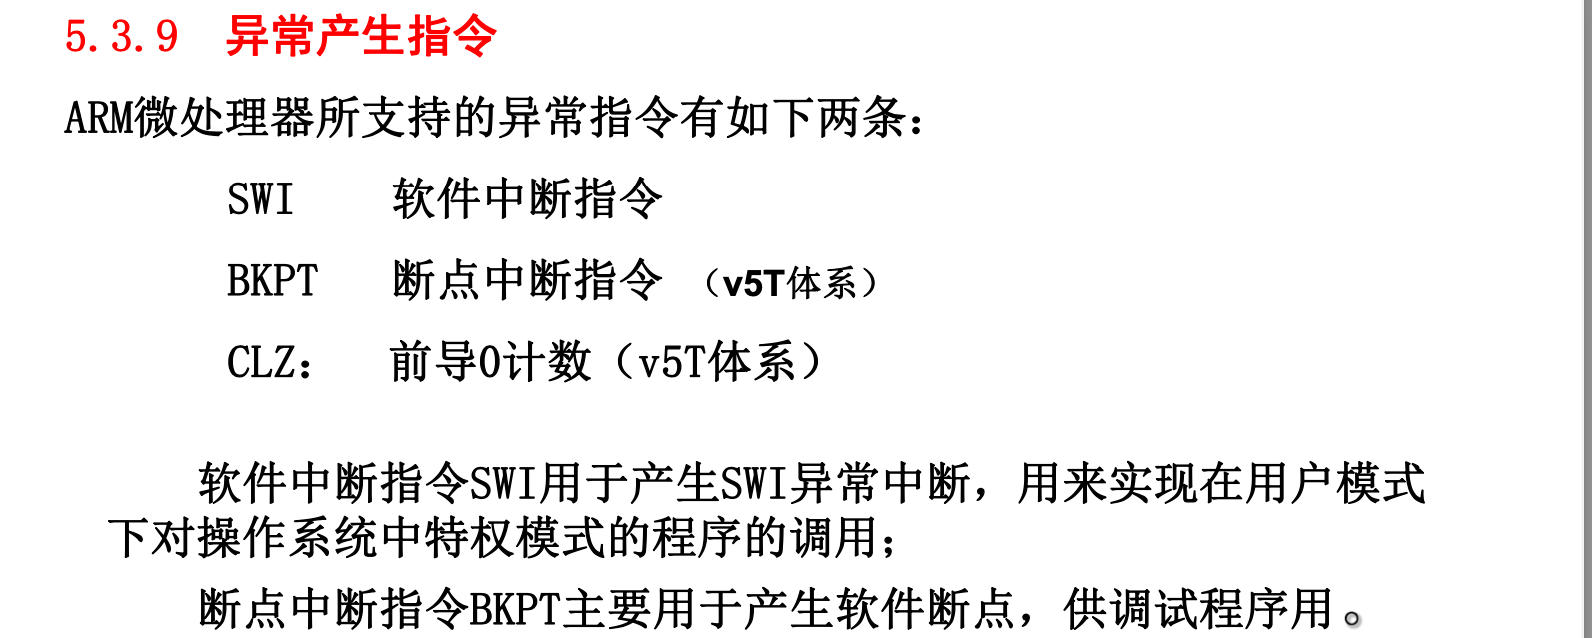 5.3.9 异常产生指令
ARM微处理器所支持的异常指令有如下两条：
SWI 软件中断指令
BKPT 断点中断指令 （v5T体系）
CLZ： 前导0计数（v5T体系）
软件中断指令SWI用于产生SWI异常中断，用来实现在用户模式
下对操作系统中特权模式的程序的调用；
断点中断指令BKPT主要用于产生软件断点，供调试程序用。